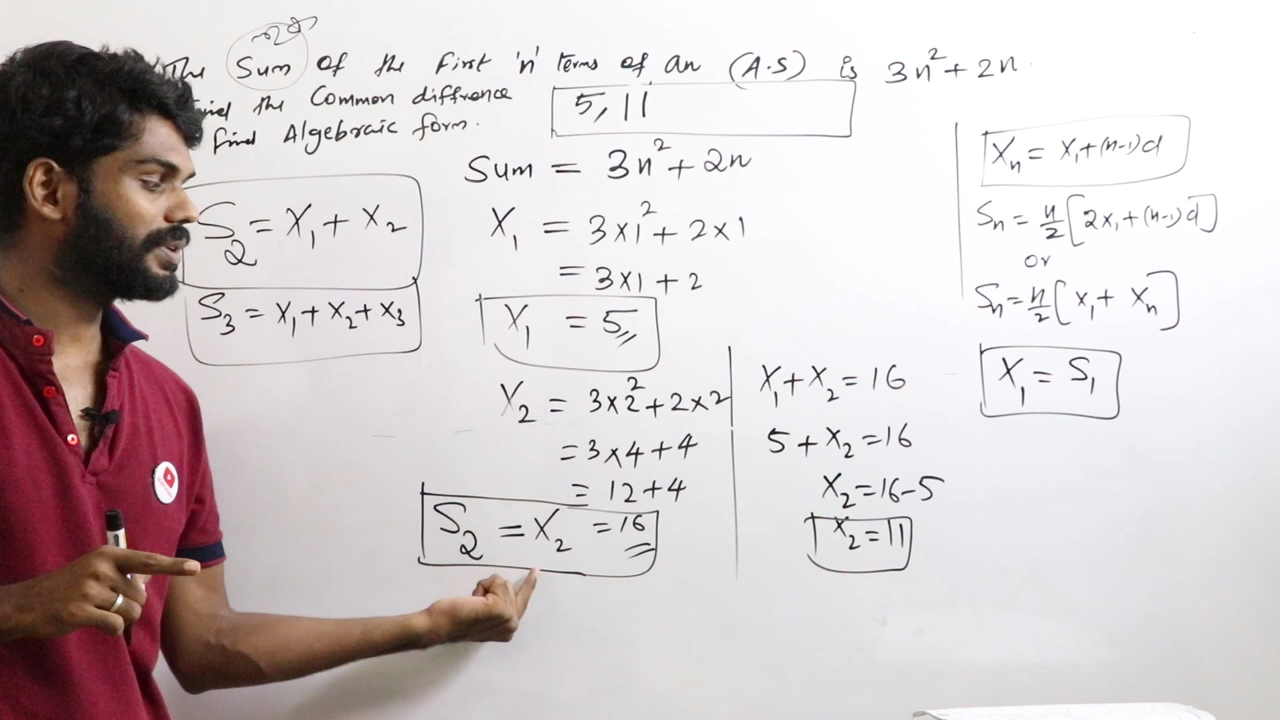 The Sum of the First 'n' terms of an (A.S) is 3n²+2n
the Common diffrence
find Algebraic form.
5, 11
Sum = 3n²+2n
X₁ = 3×1²+2×1
= 3×1+2
X₁ = 5
X₂ = 3×2²+2×2
= 3×4+4
= 12+4
S₂ = X₂ = 16
S₂ = X₁+X₂
S₃ = X₁+X₂+X₃
X₁+X₂=16
5+X₂=16
X₂=16-5
X₂=11
Xₙ = X₁+(n-1)d
Sₙ = n/2[2X₁+(n-1)d]
or
Sₙ = n/2[X₁+Xₙ]
X₁ = S₁